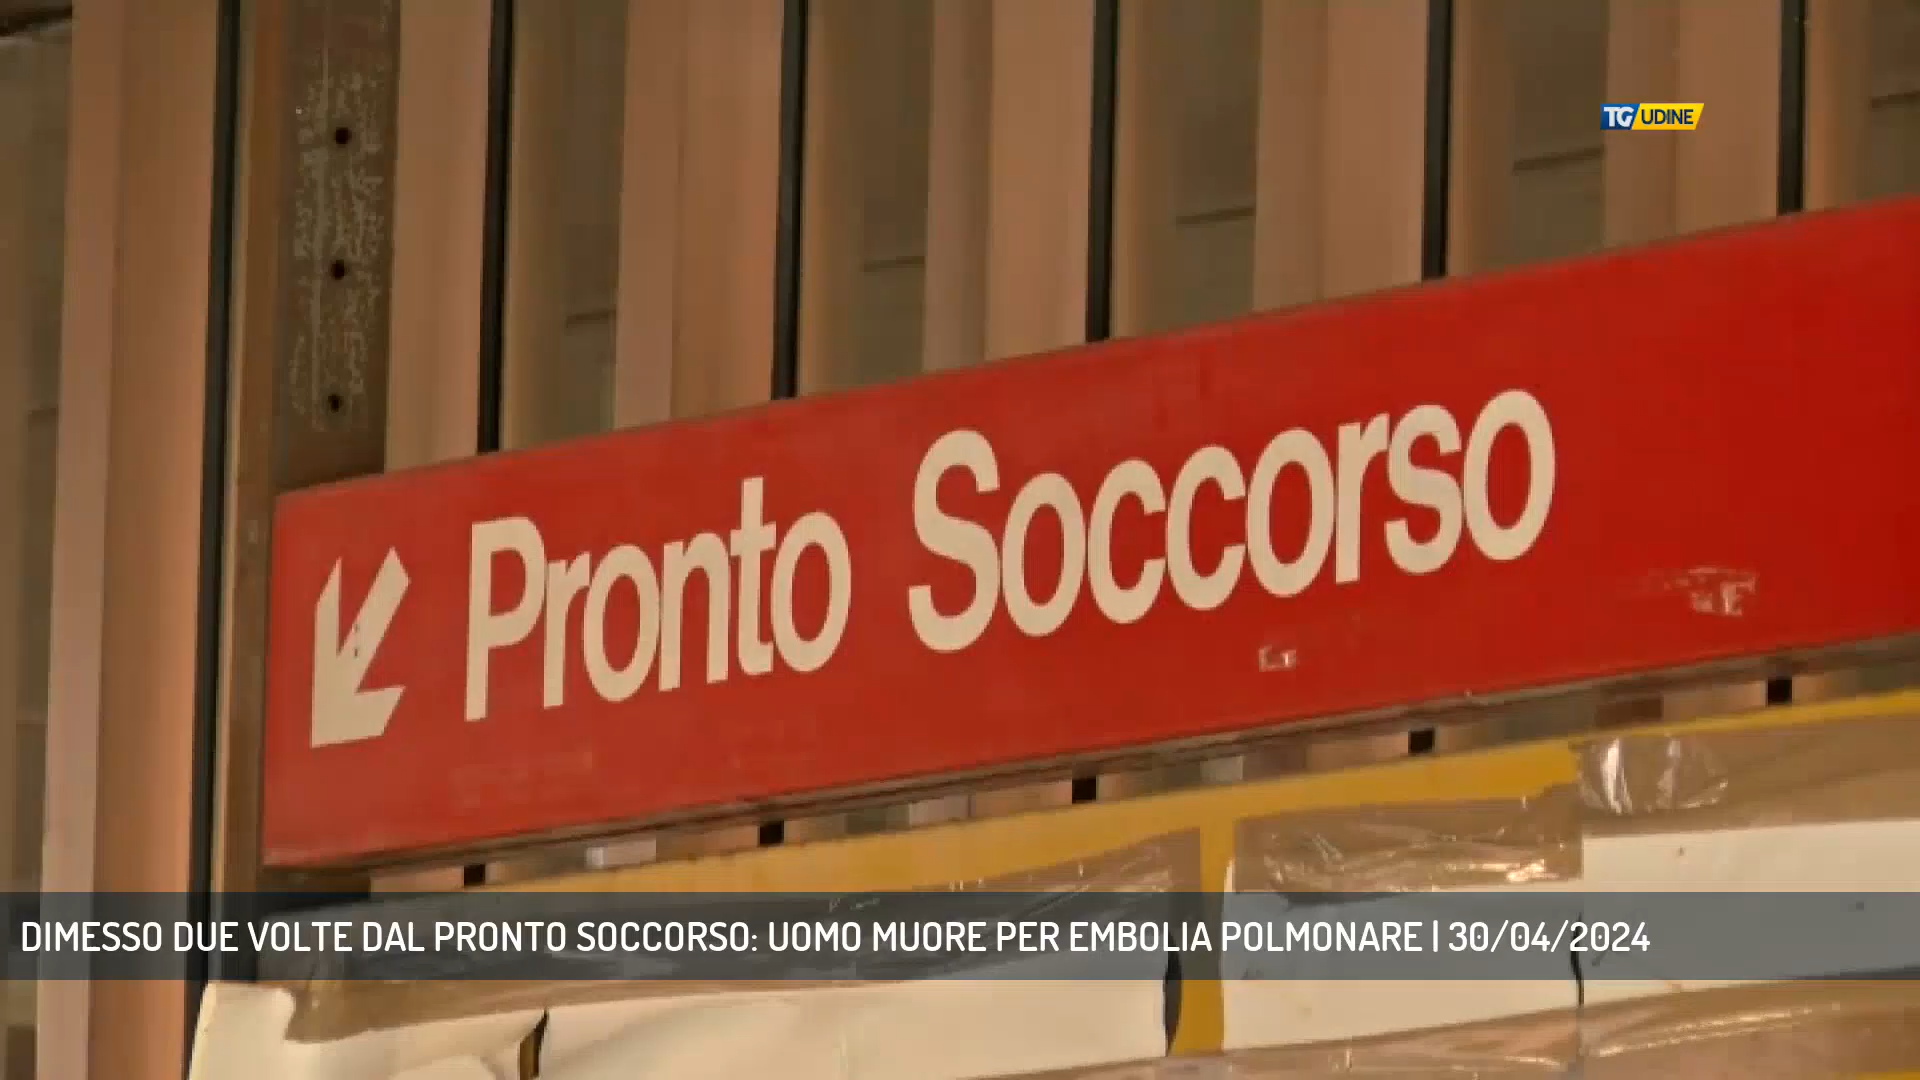 TG UDINE
Pronto Soccorso
DIMESSO DUE VOLTE DAL PRONTO SOCCORSO: UOMO MUORE PER EMBOLIA POLMONARE | 30/04/2024